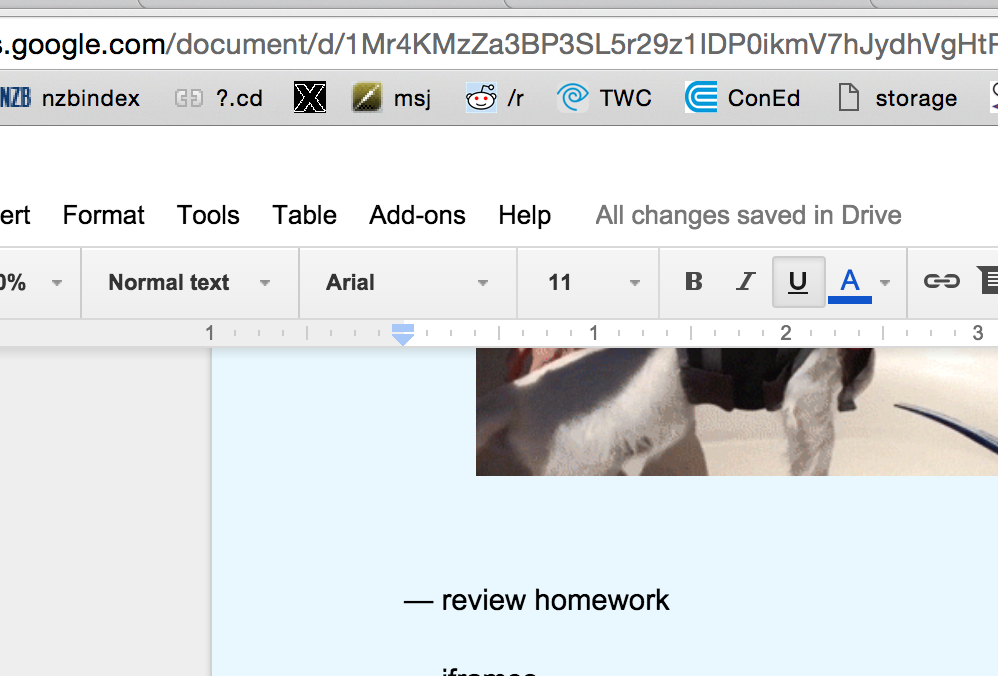 s.google.com/document/d/1Mr4KMzZa3BP3SL5r29z1IDP0ikmV7hJydhVgHtF
NZB nzbindex ?.cd X msj /r TWC ConEd storage
ert Format Tools Table Add-ons Help All changes saved in Drive
0% Normal text Arial 11 B I U A
1 1 2 3
— review homework
iframes